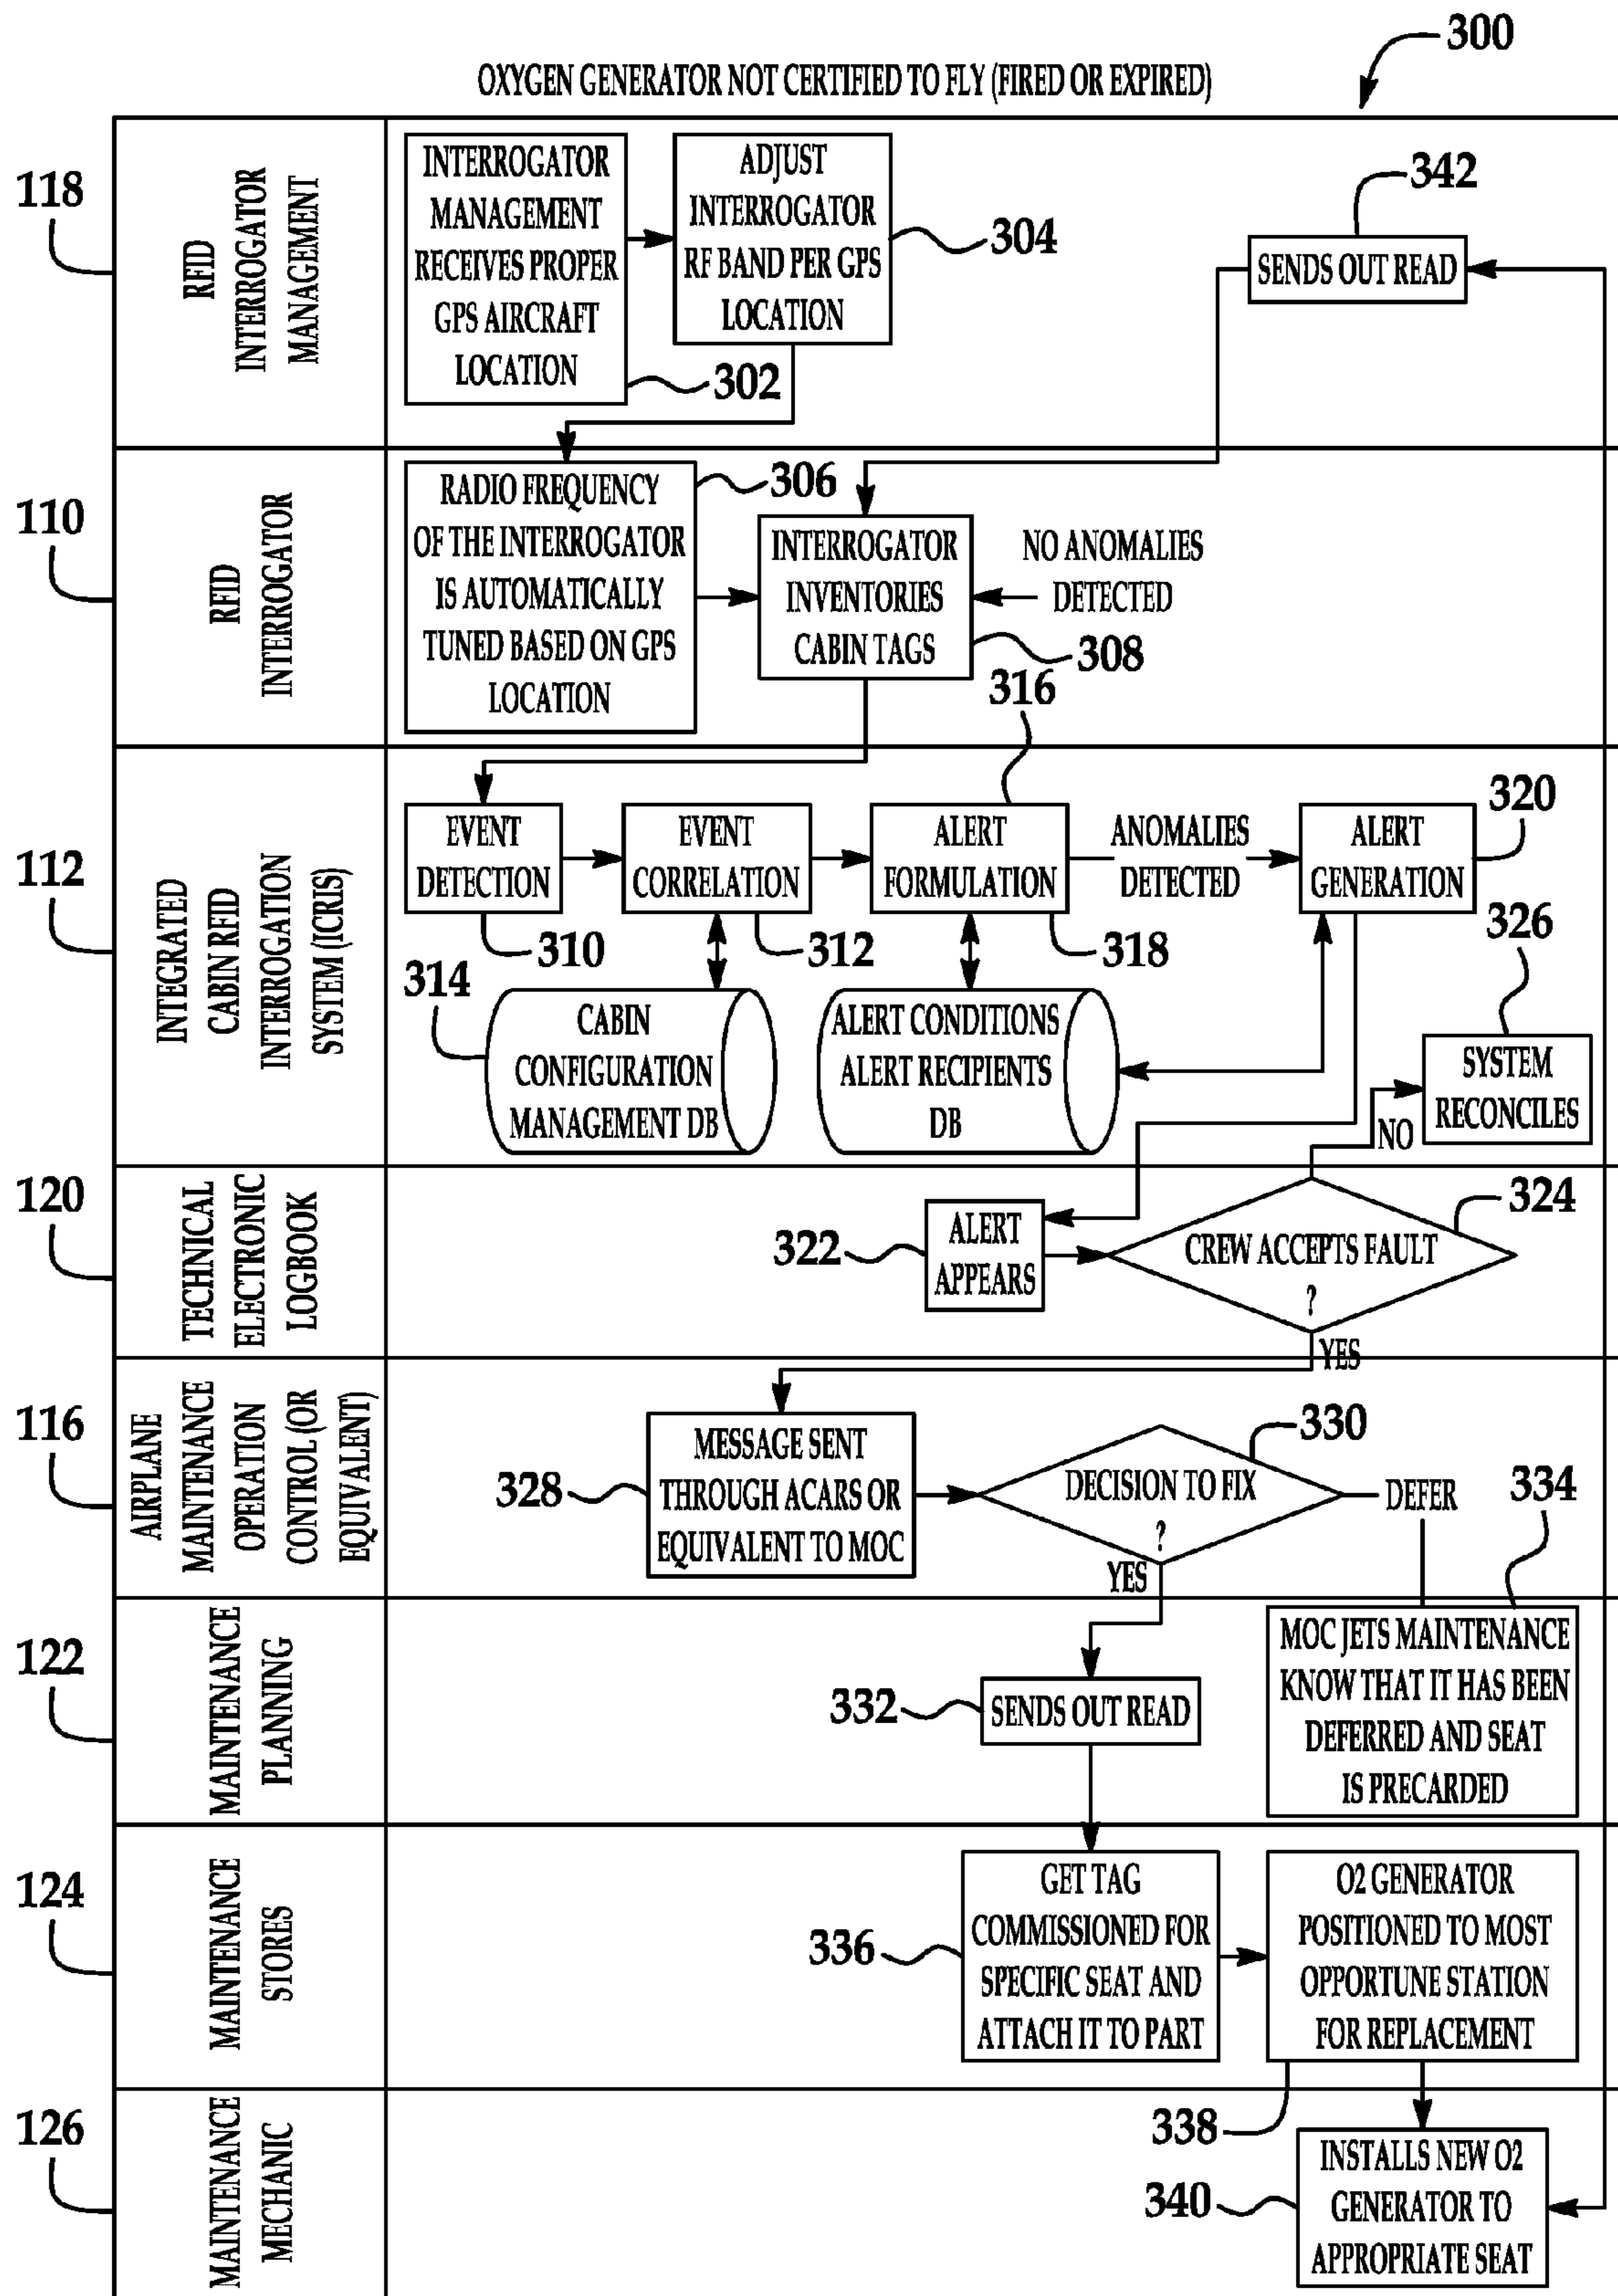 300
OXYGEN GENERATOR NOT CERTIFIED TO FLY (FIRED OR EXPIRED)
118
RFID
INTERROGATOR
MANAGEMENT
INTERROGATOR
MANAGEMENT
RECEIVES PROPER
GPS AIRCRAFT
LOCATION
302
ADJUST
INTERROGATOR
RF BAND PER GPS
LOCATION
304
342
SENDS OUT READ
110
RFID
INTERROGATOR
RADIO FREQUENCY
OF THE INTERROGATOR
IS AUTOMATICALLY
TUNED BASED ON GPS
LOCATION
306
INTERROGATOR
INVENTORIES
CABIN TAGS
308
NO ANOMALIES
DETECTED
316
112
INTEGRATED
CABIN RFID
INTERROGATION
SYSTEM (ICRIS)
EVENT
DETECTION
310
EVENT
CORRELATION
312
ALERT
FORMULATION
318
ANOMALIES
DETECTED
ALERT
GENERATION
320
314
CABIN
CONFIGURATION
MANAGEMENT DB
ALERT CONDITIONS
ALERT RECIPIENTS
DB
326
SYSTEM
RECONCILES
NO
120
TECHNICAL
ELECTRONIC
LOGBOOK
322
ALERT
APPEARS
CREW ACCEPTS FAULT
?
324
YES
116
AIRPLANE
MAINTENANCE
OPERATION
CONTROL (OR
EQUIVALENT)
328
MESSAGE SENT
THROUGH ACARS OR
EQUIVALENT TO MOC
DECISION TO FIX
?
330
DEFER
334
YES
122
MAINTENANCE
PLANNING
332
SENDS OUT READ
MOC JETS MAINTENANCE
KNOW THAT IT HAS BEEN
DEFERRED AND SEAT
IS PRECARDED
124
MAINTENANCE
STORES
336
GET TAG
COMMISSIONED FOR
SPECIFIC SEAT AND
ATTACH IT TO PART
O2 GENERATOR
POSITIONED TO MOST
OPPORTUNE STATION
FOR REPLACEMENT
338
126
MAINTENANCE
MECHANIC
340
INSTALLS NEW O2
GENERATOR TO
APPROPRIATE SEAT